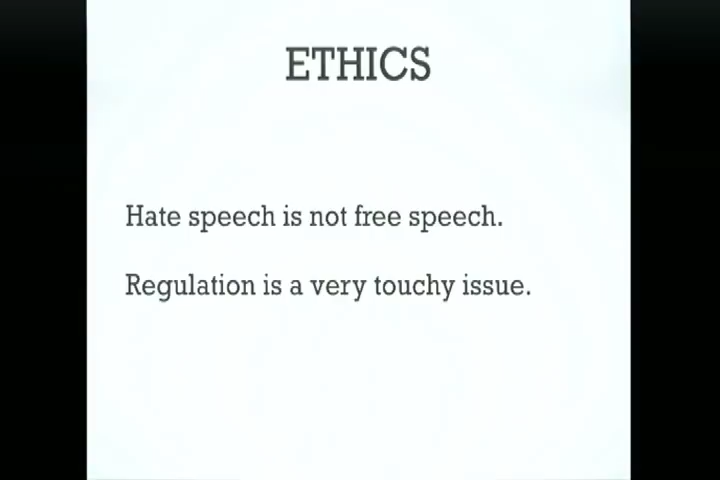 ETHICS
Hate speech is not free speech.
Regulation is a very touchy issue.